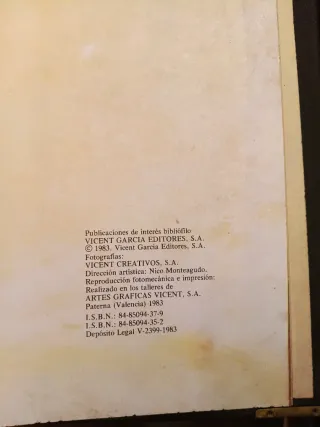 Publicaciones de interés bibliófilo
VICENT GARCIA EDITORES, S.A.
© 1983. Vicent García Editores, S.A.
Fotografías:
VICENT CREATIVOS, S.A.
Dirección artística: Nico Monteagudo.
Reproducción fotomecánica e impresión:
Realizado en los talleres de
ARTES GRAFICAS VICENT, S.A.
Paterna (Valencia) 1983
I.S.B.N.: 84-85094-37-9
I.S.B.N.: 84-85094-35-2
Depósito Legal V-2399-1983